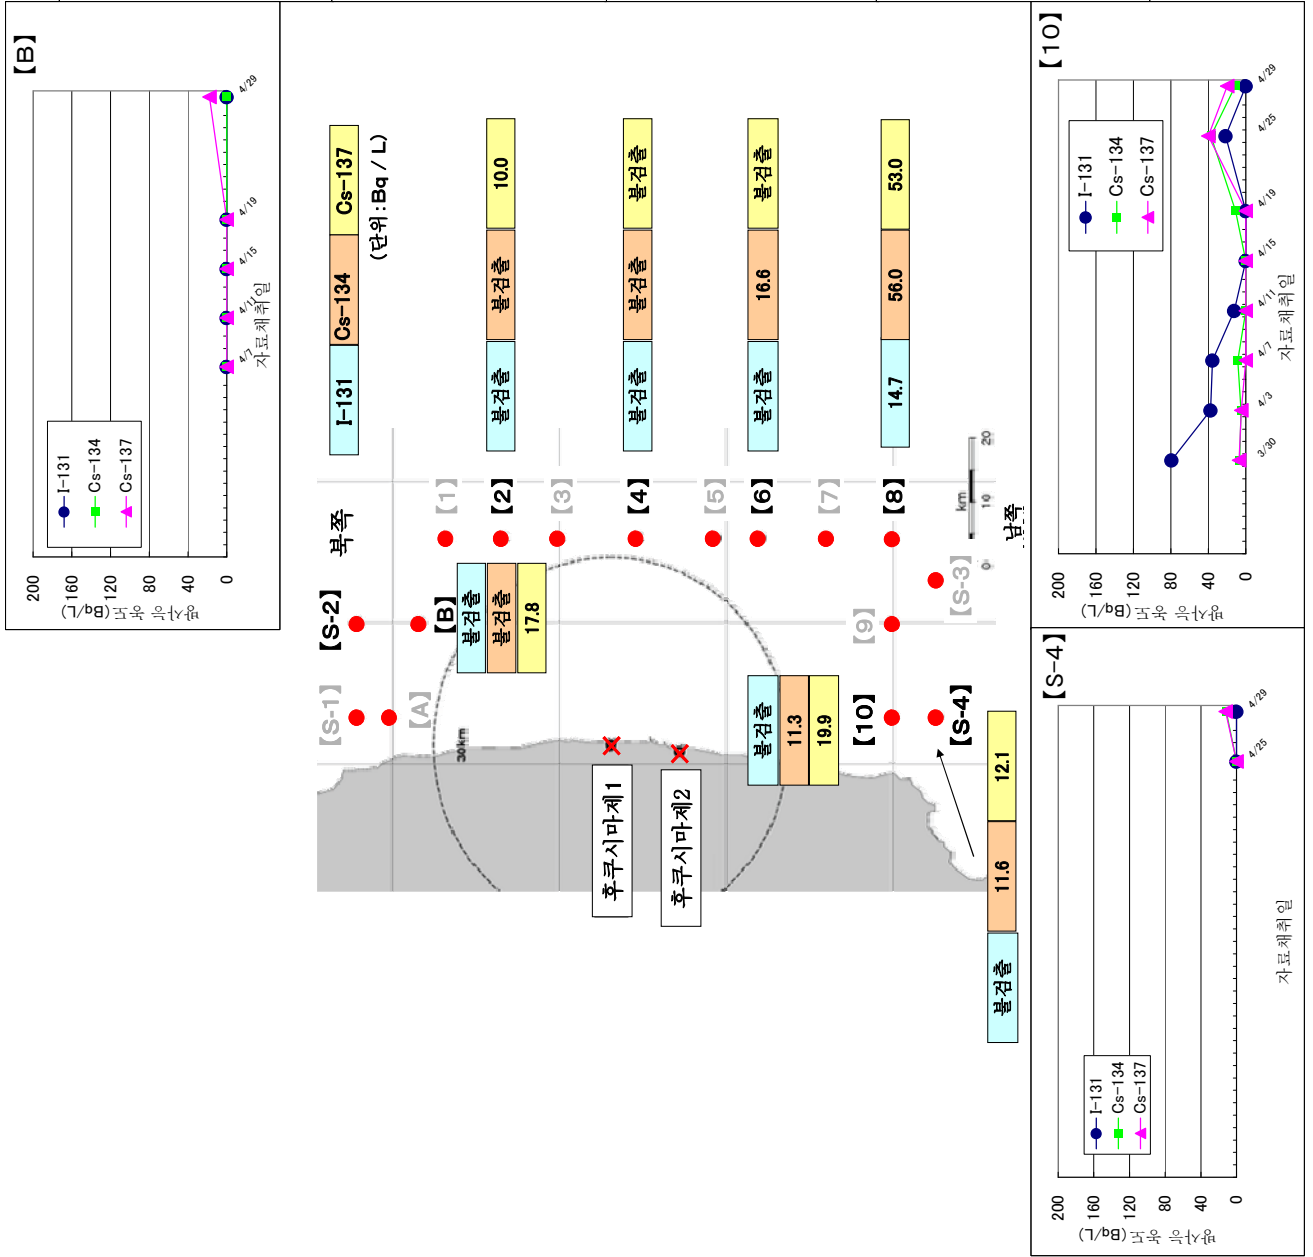 【B】
방사능 농도(Bq/L)
200
160
120
80
40
0
I-131
Cs-134
Cs-137
4/7
4/11
4/15
4/19
4/29
자료채취일
I-131 Cs-134 Cs-137
(단위:Bq / L)
불검출 불검출 10.0
불검출 불검출 불검출
불검출 16.6 불검출
14.7 56.0 53.0
북쪽
【1】
【2】
【3】
【4】
【5】
【6】
【7】
【8】
남쪽
km
0 10 20
【S-2】
【B】
불검출
불검출
17.8
【9】
【S-3】
【S-1】
【A】
30km
불검출
11.3
19.9
【10】
【S-4】
불검출 11.6 12.1
후쿠시마제1
후쿠시마제2
【10】
방사능 농도(Bq/L)
200
160
120
80
40
0
I-131
Cs-134
Cs-137
3/30
4/3
4/7
4/11
4/15
4/19
4/25
4/29
자료채취일
【S-4】
방사능 농도(Bq/L)
200
160
120
80
40
0
I-131
Cs-134
Cs-137
4/25
4/29
자료채취일